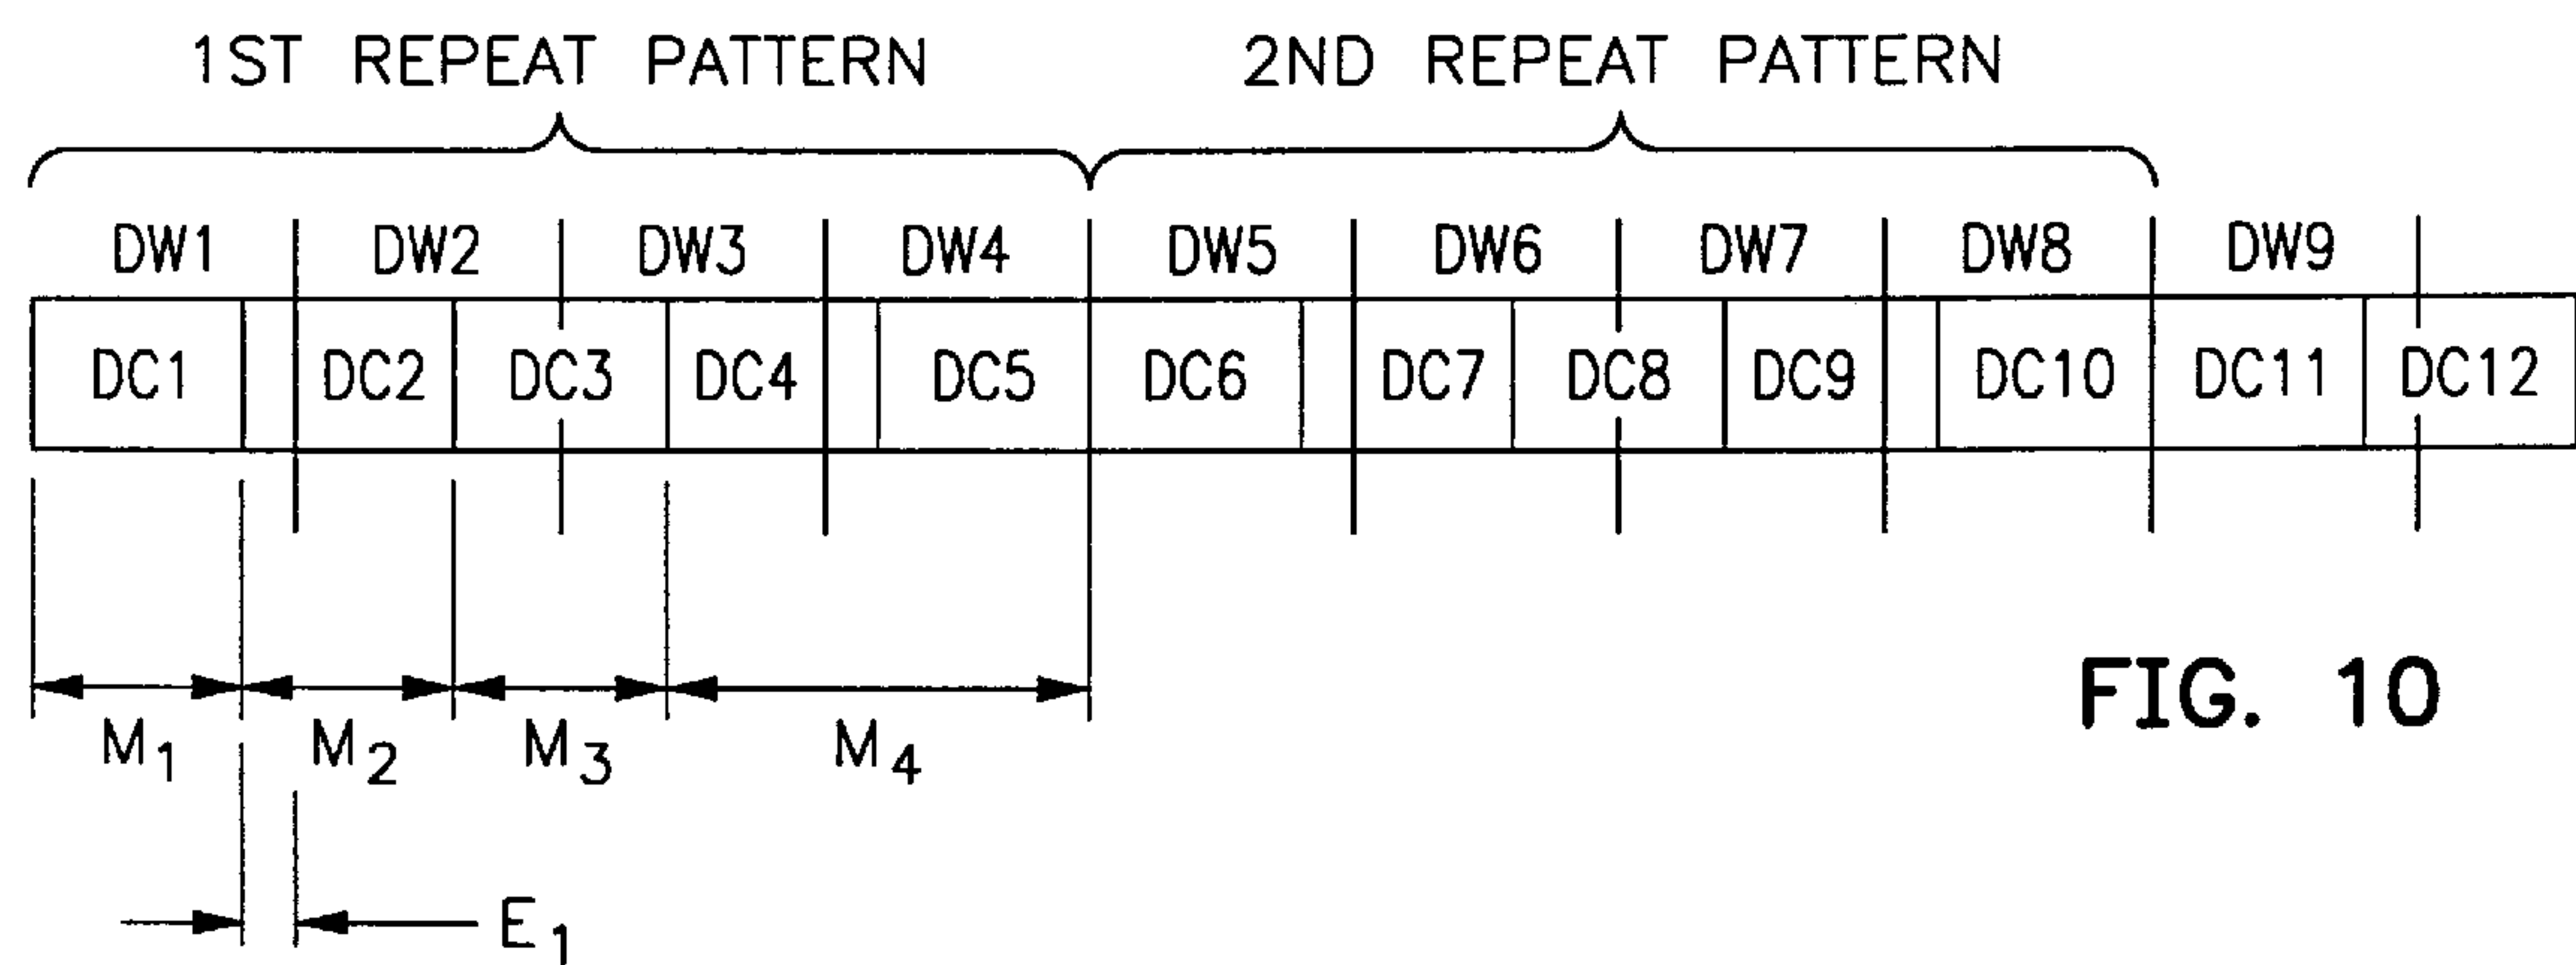 1ST REPEAT PATTERN 2ND REPEAT PATTERN
DW1 DW2 DW3 DW4 DW5 DW6 DW7 DW8 DW9
DC1 DC2 DC3 DC4 DC5 DC6 DC7 DC8 DC9 DC10 DC11 DC12
M1 M2 M3 M4
FIG. 10
E1